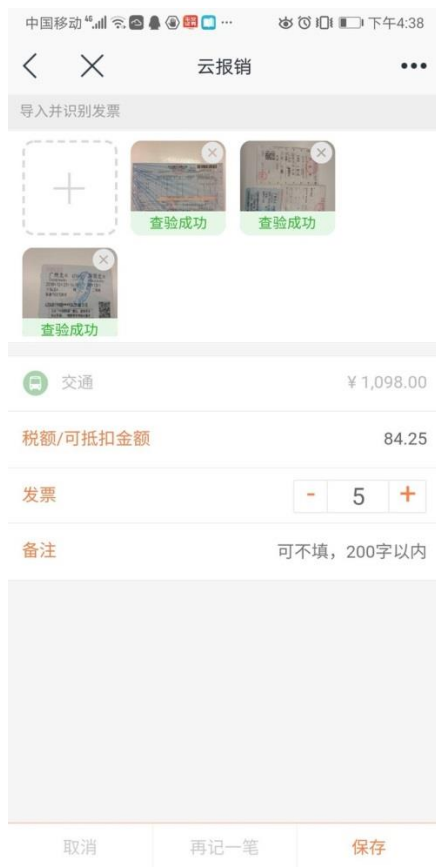 中国移动 下午4:38
云报销
导入并识别发票
查验成功 查验成功
查验成功
交通 ¥ 1,098.00
税额/可抵扣金额 84.25
发票 - 5 +
备注 可不填，200字以内
取消 再记一笔 保存